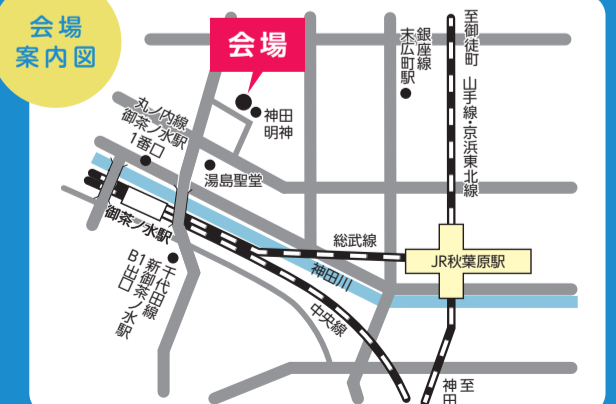 会場
案内図
会場
銀座線
末広町駅
至御徒町
山手線・京浜東北線
神田
明神
丸ノ内線
御茶ノ水駅
1番口
湯島聖堂
御茶ノ水駅
総武線
JR秋葉原駅
神田川
中央線
千代田線
新御茶ノ水駅
B1出口
至
神田